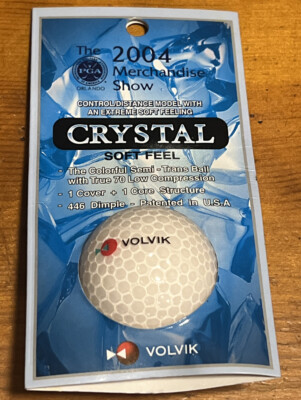 The 2004
PGA Merchandise
ORLANDO Show
CONTROL DISTANCE MODEL WITH
AN EXTREME SOFT FEELING
CRYSTAL
SOFT FEEL
- The Colorful Semi - Trans Ball
with True 70 Low Compression
- 1 Cover + 1 Core Structure
- 446 Dimple - Patented in U.S.A
VOLVIK
VOLVIK